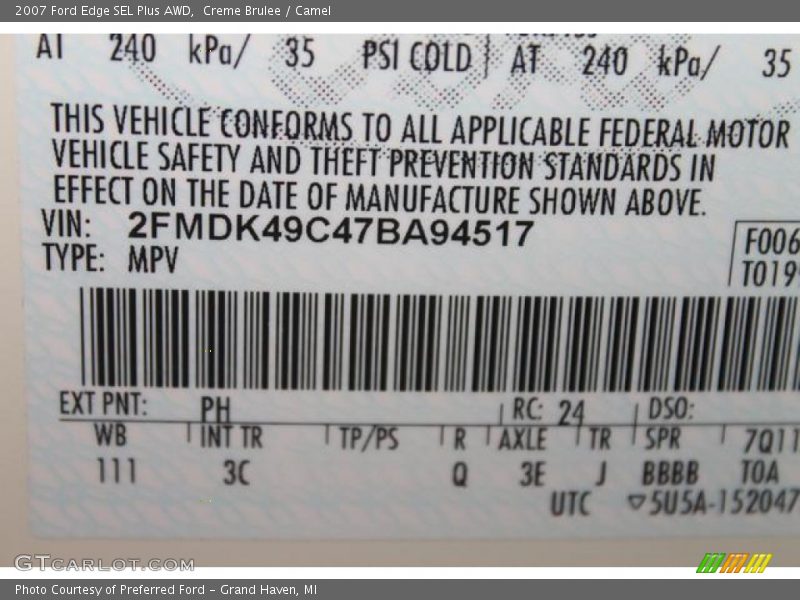 2007 Ford Edge SEL Plus AWD, Creme Brulee / Camel
AT 240 kPa/ 35 PSI COLD AT 240 kPa/ 35
THIS VEHICLE CONFORMS TO ALL APPLICABLE FEDERAL MOTOR
VEHICLE SAFETY AND THEFT PREVENTION STANDARDS IN
EFFECT ON THE DATE OF MANUFACTURE SHOWN ABOVE.
VIN: 2FMDK49C47BA94517
F006
TYPE: MPV
T019
EXT PNT: PH RC: 24 DSO:
WB INT TR TP/PS R AXLE TR SPR 7Q11
111 3C Q 3E J BBBB TOA
UTC ▽5U5A-152047
GTCARLOT.COM
Photo Courtesy of Preferred Ford – Grand Haven, MI